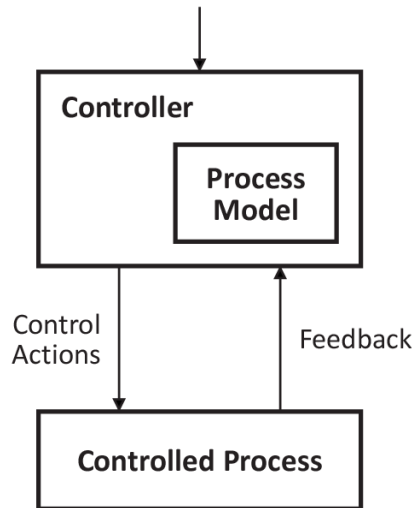 Controller
Process
Model
Control
Actions
Feedback
Controlled Process